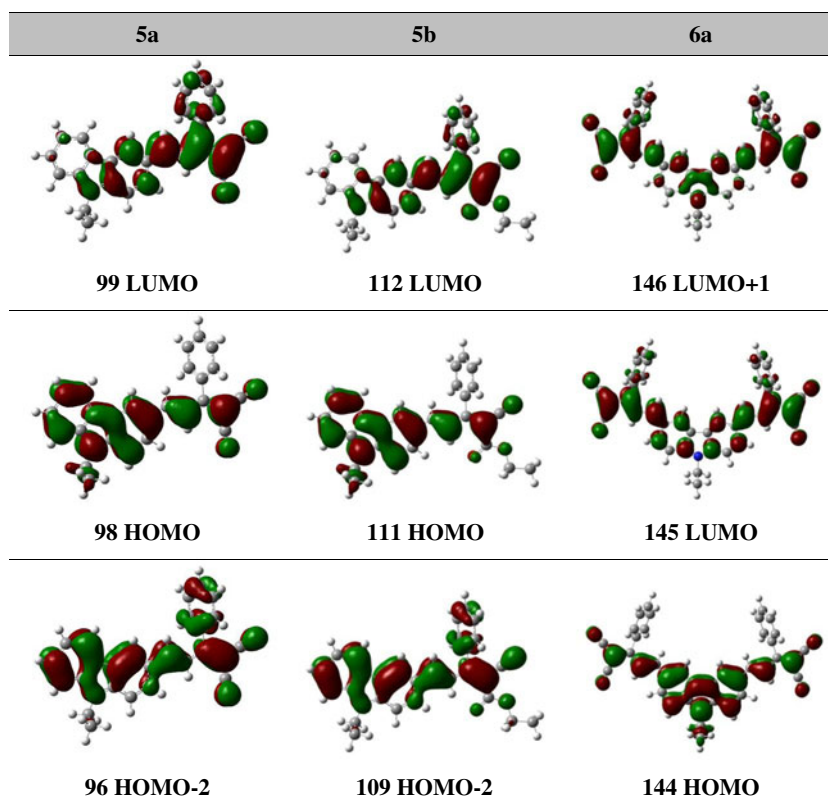 5a 5b 6a
99 LUMO 112 LUMO 146 LUMO+1
98 HOMO 111 HOMO 145 LUMO
96 HOMO-2 109 HOMO-2 144 HOMO